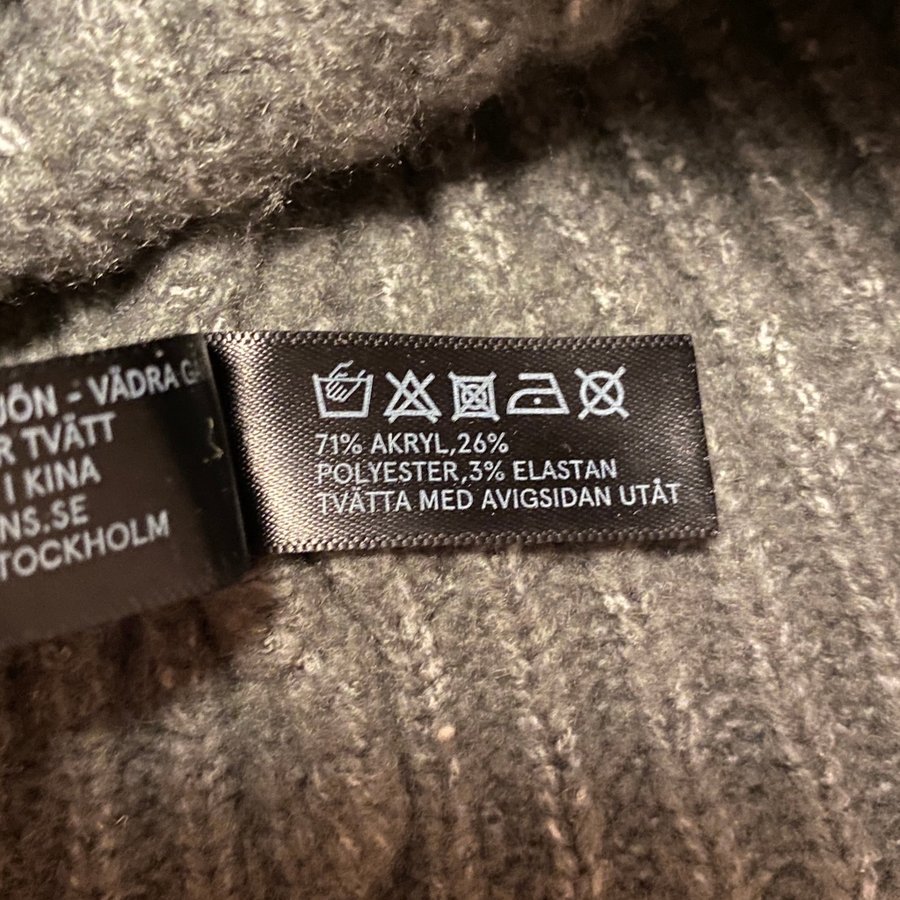 JÖN - VÄDRA
TVÄTT
I KINA
NS.SE
TOCKHOLM
71% AKRYL,26%
POLYESTER,3% ELASTAN
TVÄTTA MED AVIGSIDAN UTÅT